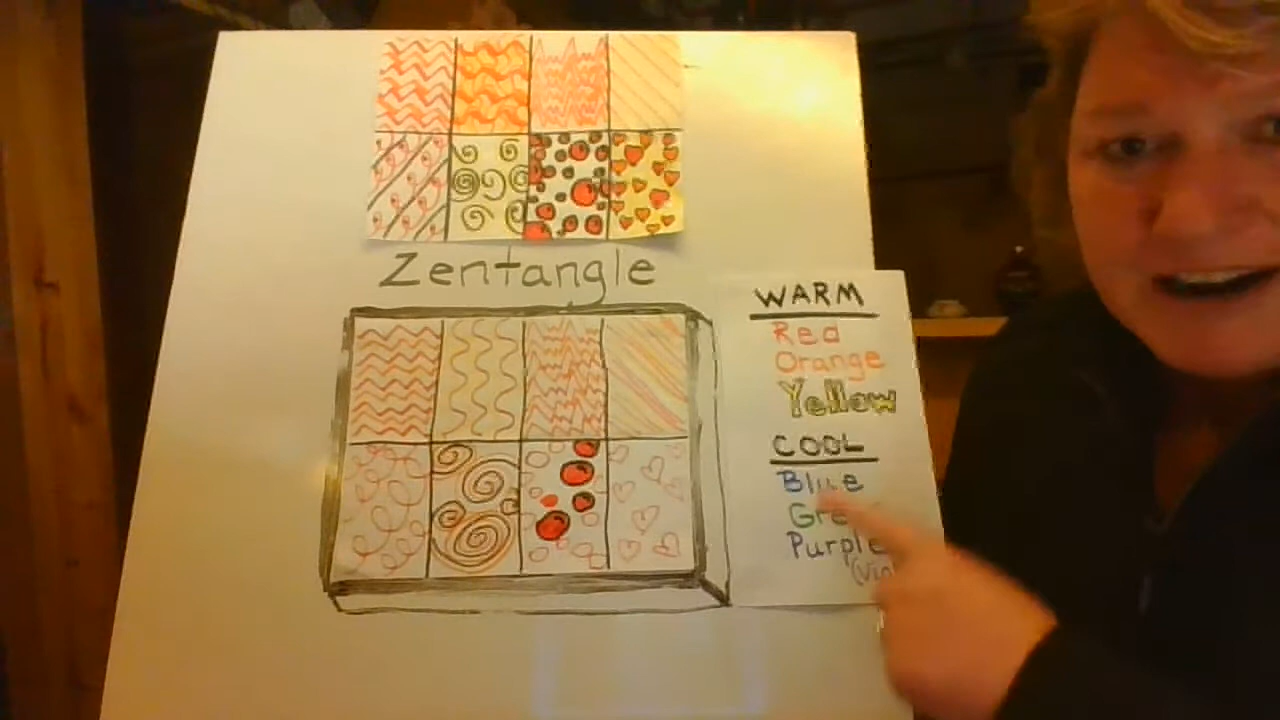 Zentangle
WARM
Red
Orange
Yellow
COOL
Blue
Purple